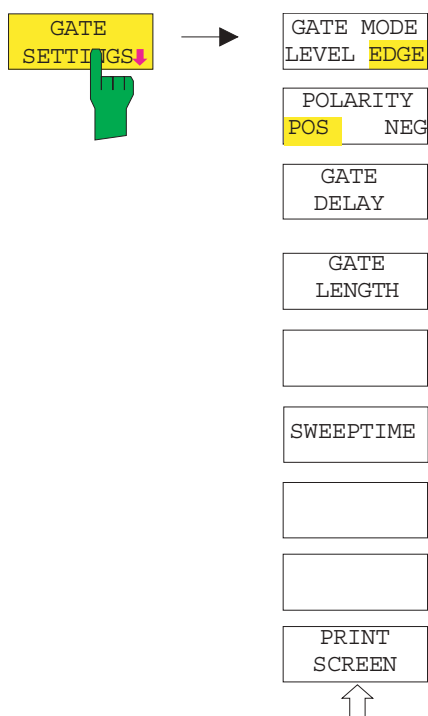 GATE
SETTINGS
GATE MODE
LEVEL EDGE
POLARITY
POS NEG
GATE
DELAY
GATE
LENGTH
SWEEPTIME
PRINT
SCREEN